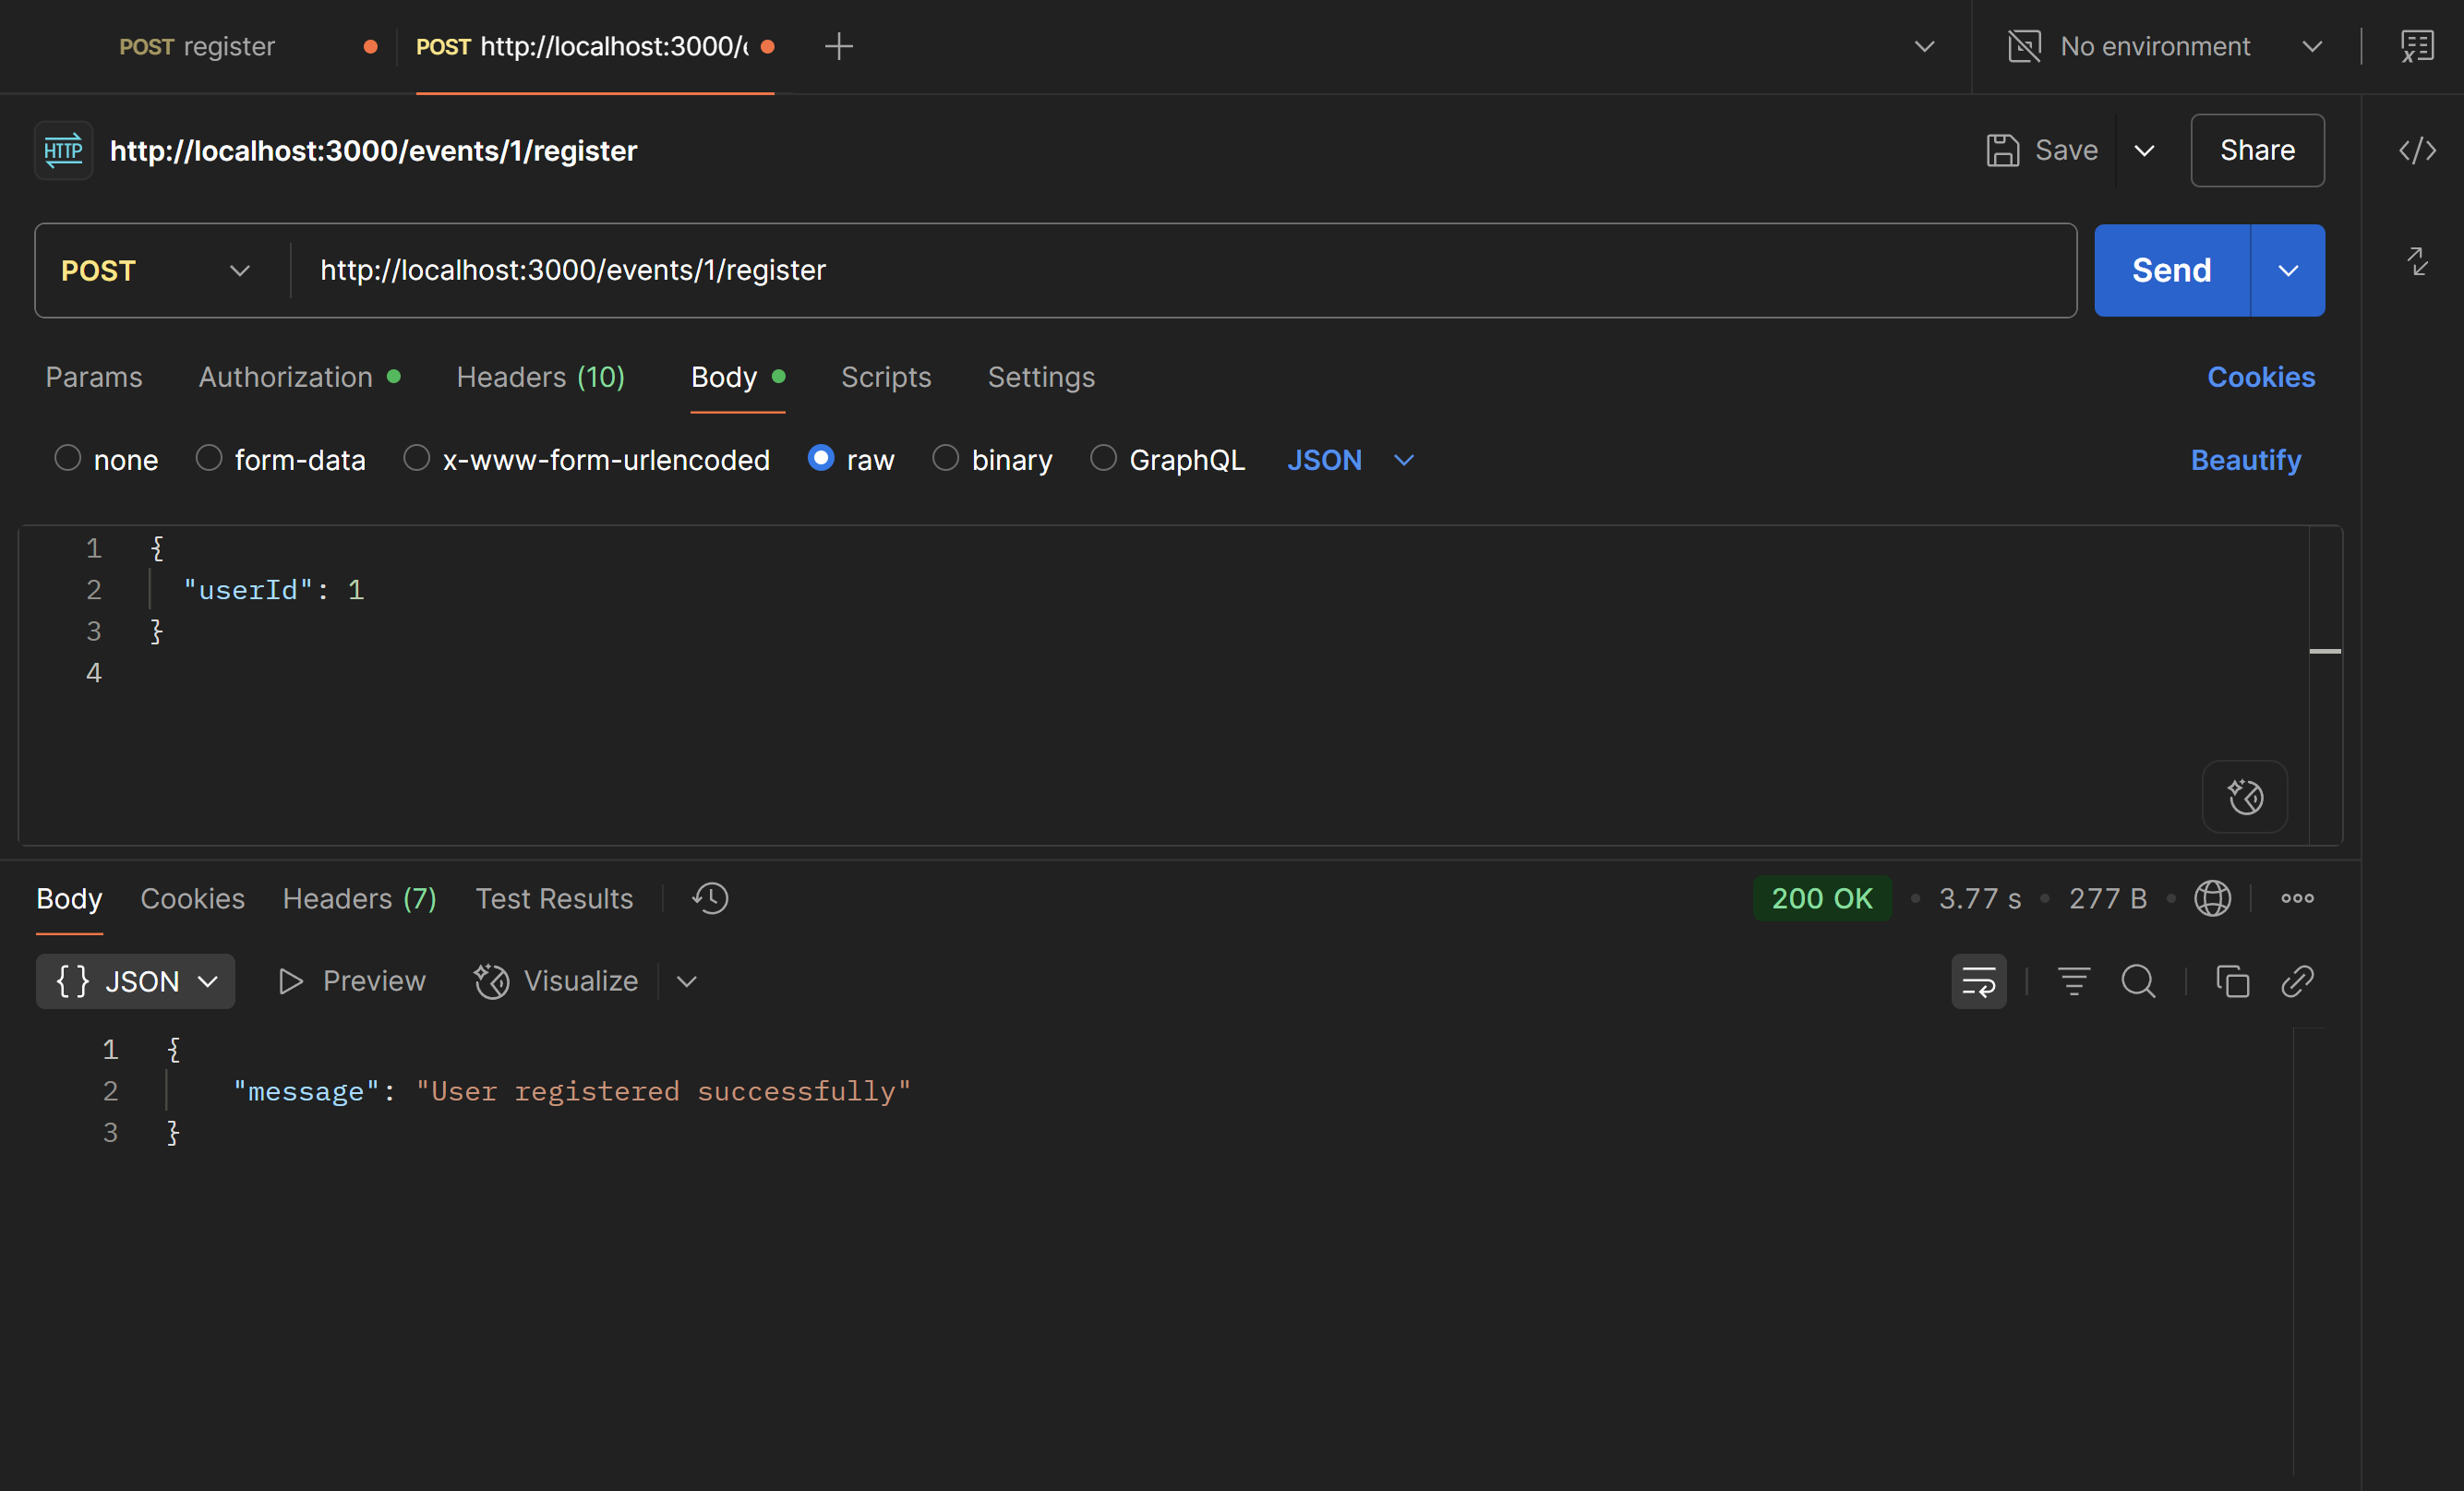 POST register
POST http://localhost:3000/
No environment
HTTP http://localhost:3000/events/1/register
Save
Share
POST http://localhost:3000/events/1/register
Send
Params Authorization Headers (10) Body Scripts Settings Cookies
none form-data x-www-form-urlencoded raw binary GraphQL JSON Beautify
1 {
2 "userId": 1
3 }
4
Body Cookies Headers (7) Test Results 200 OK • 3.77 s • 277 B •
{} JSON Preview Visualize
1 {
2 "message": "User registered successfully"
3 }